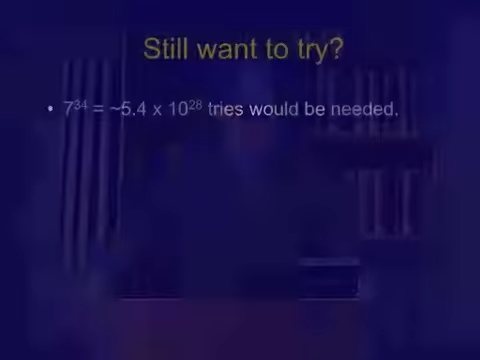 Still want to try?
• 7³⁴ = ~5.4 x 10²⁸ tries would be needed.